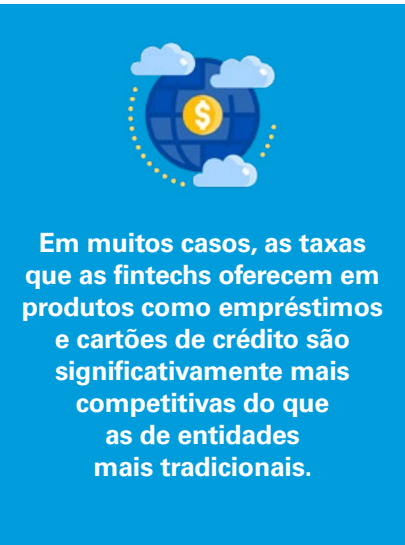 $
Em muitos casos, as taxas
que as fintechs oferecem em
produtos como empréstimos
e cartões de crédito são
significativamente mais
competitivas do que
as de entidades
mais tradicionais.